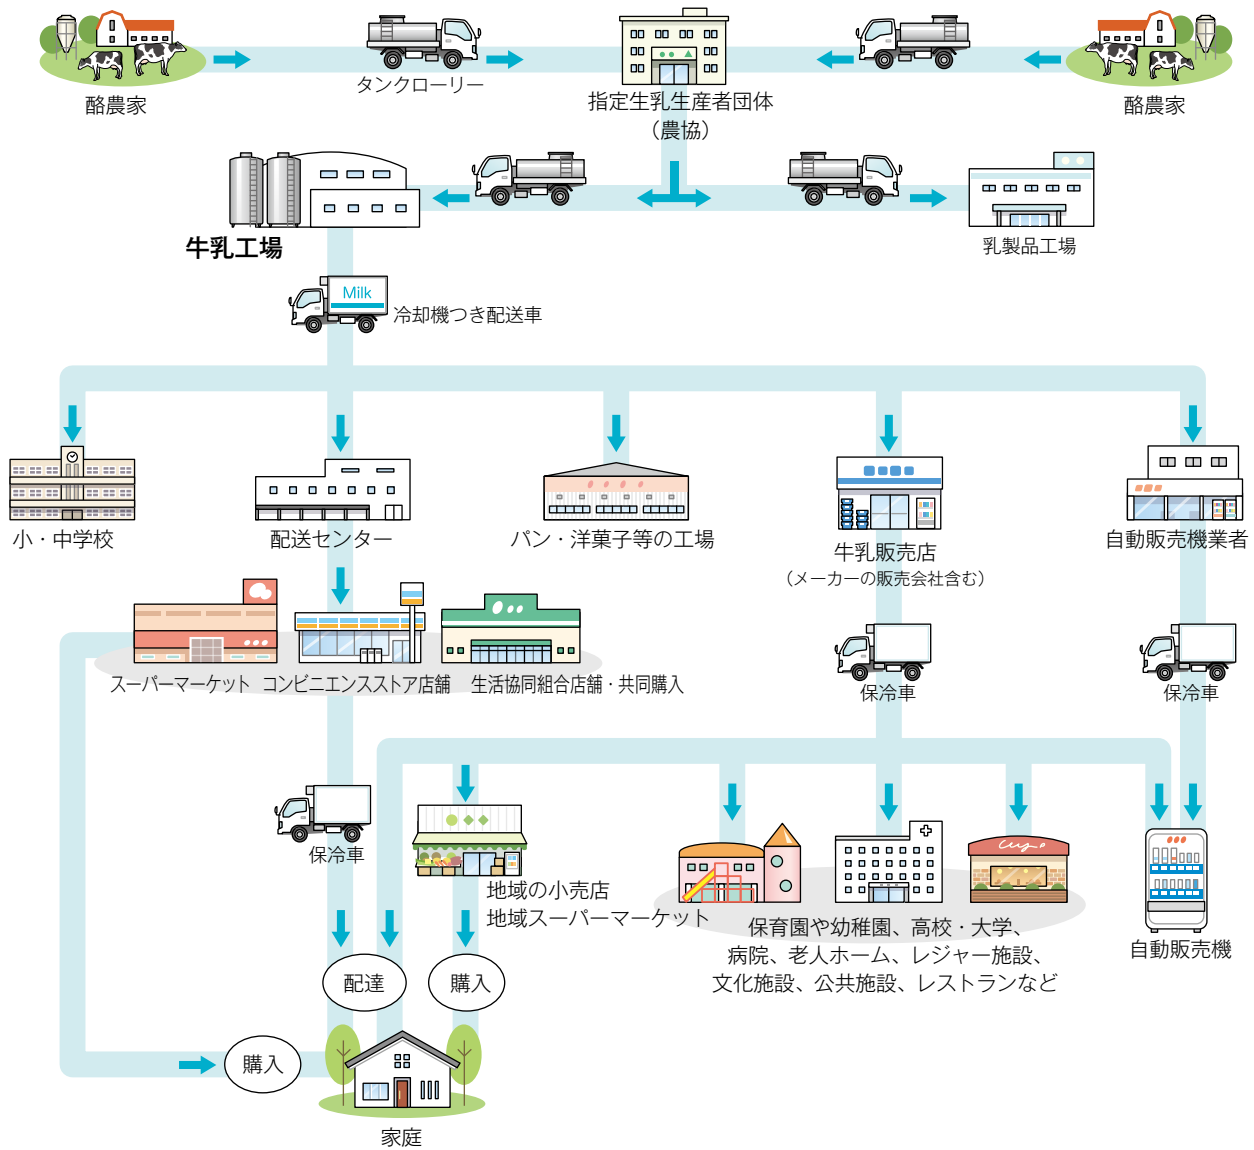 酪農家
タンクローリー
指定生乳生産者団体
（農協）
酪農家
牛乳工場
乳製品工場
Milk
冷却機つき配送車
小・中学校
配送センター
パン・洋菓子等の工場
牛乳販売店
（メーカーの販売会社含む）
自動販売機業者
スーパーマーケット
コンビニエンスストア店舗
生活協同組合店舗・共同購入
保冷車
保冷車
保冷車
地域の小売店
地域スーパーマーケット
保育園や幼稚園、高校・大学、
病院、老人ホーム、レジャー施設、
文化施設、公共施設、レストランなど
自動販売機
配達
購入
購入
家庭